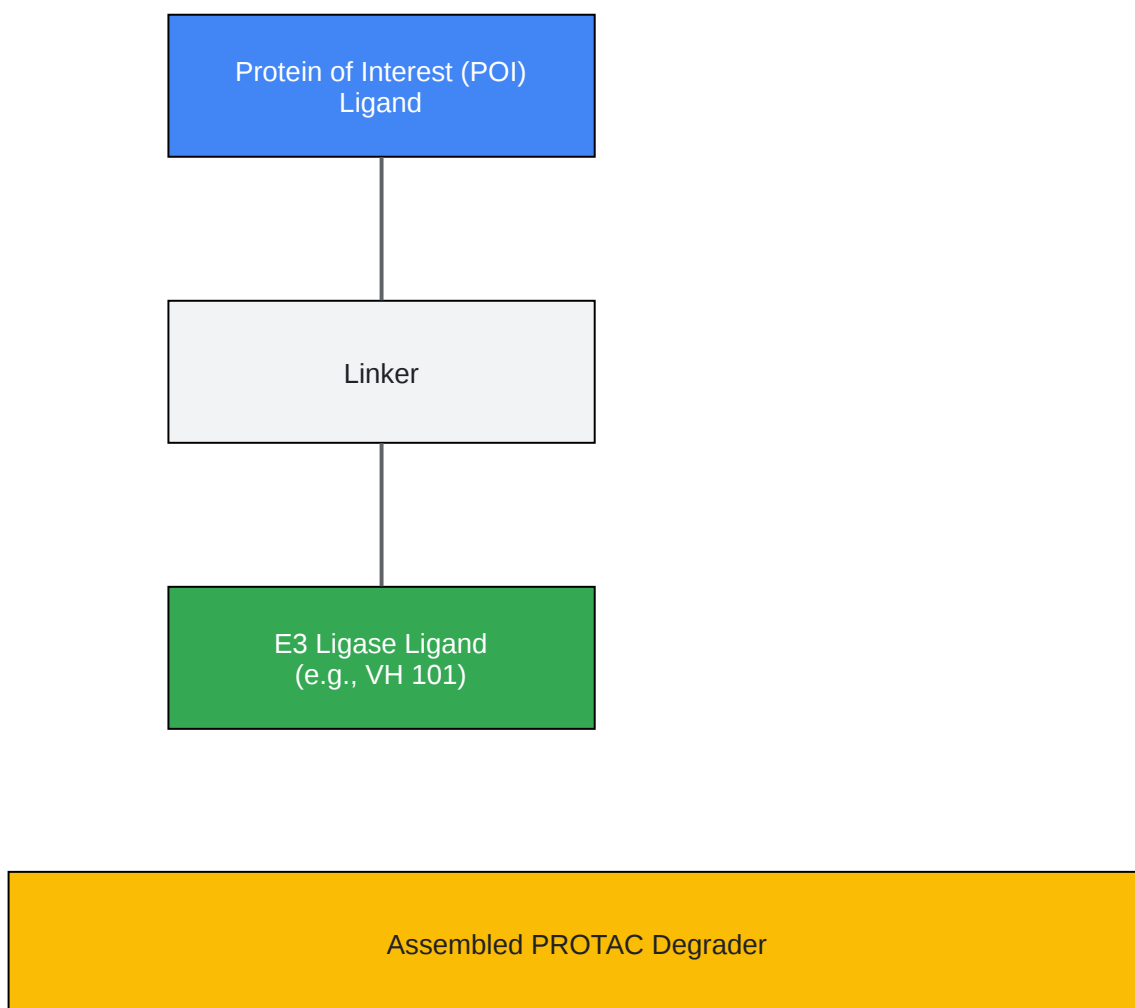 Protein of Interest (POI)
Ligand
Linker
E3 Ligase Ligand
(e.g., VH 101)
Assembled PROTAC Degrader